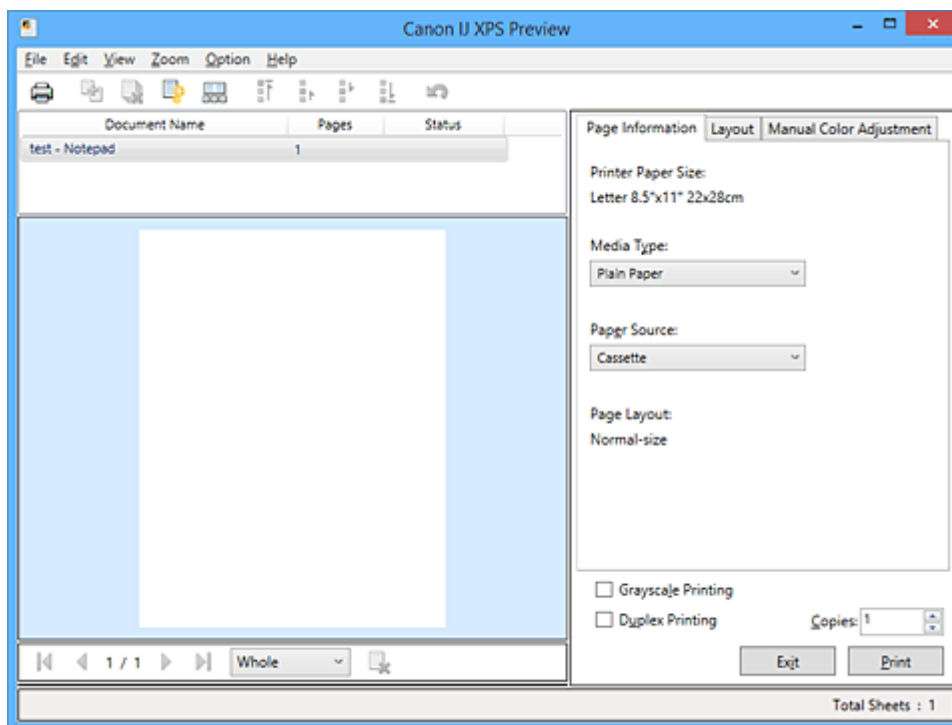 Canon IJ XPS Preview
File Edit View Zoom Option Help
Document Name Pages Status
test - Notepad 1
Page Information Layout Manual Color Adjustment
Printer Paper Size:
Letter 8.5"x11" 22x28cm
Media Type:
Plain Paper
Paper Source:
Cassette
Page Layout:
Normal-size
Grayscale Printing
Duplex Printing Copies: 1
1 / 1 Whole Exit Print
Total Sheets : 1